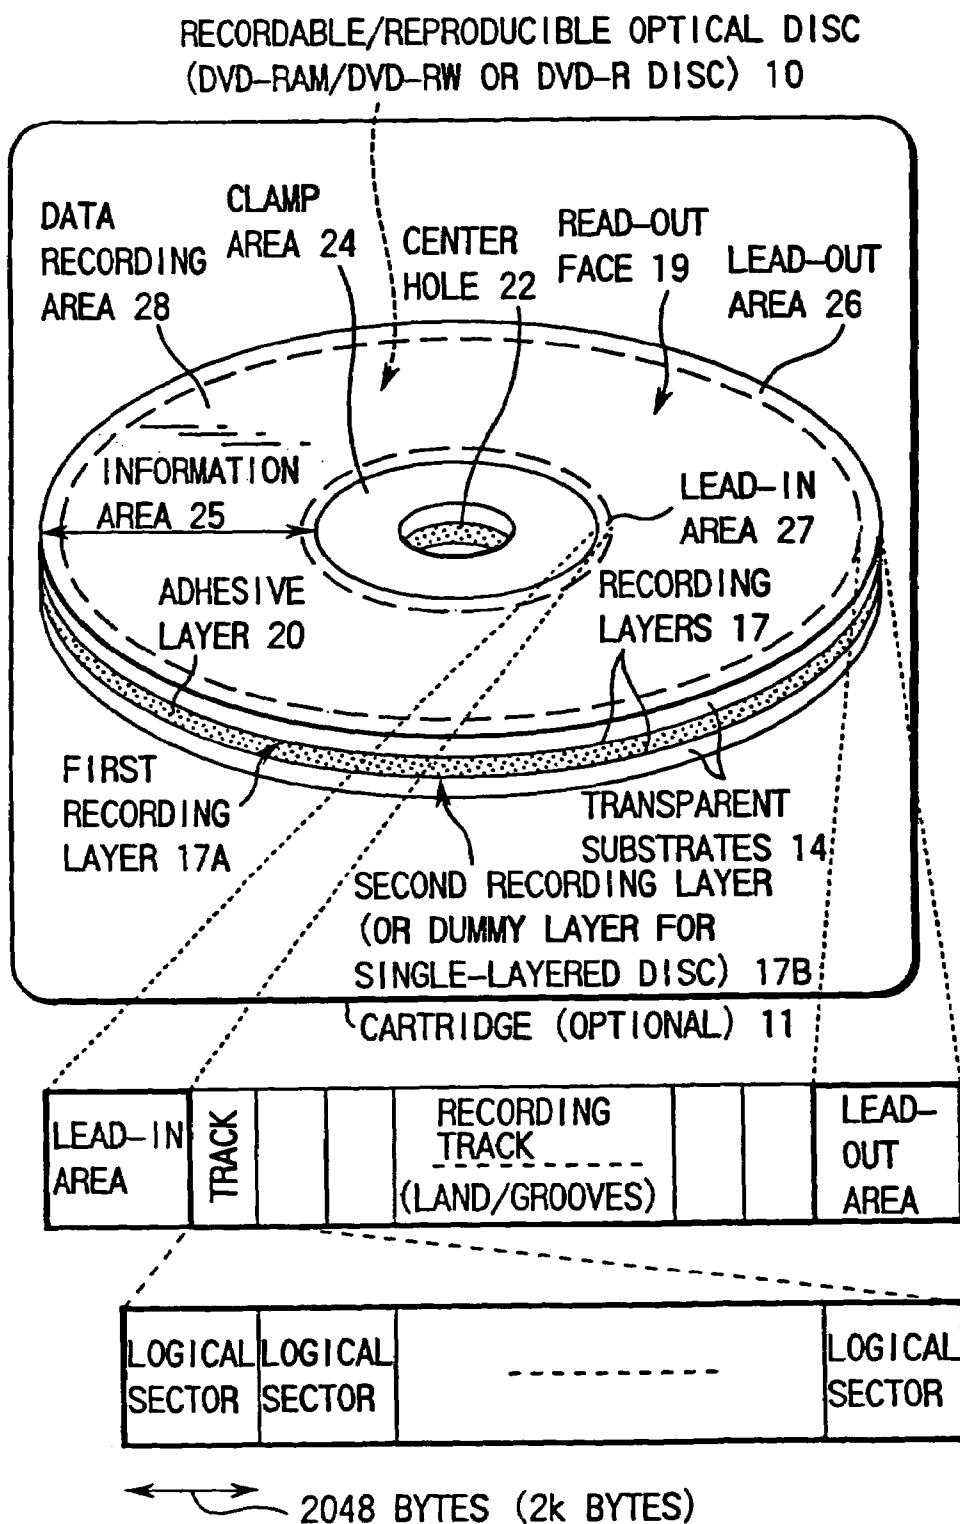 RECORDABLE/REPRODUCIBLE OPTICAL DISC
(DVD-RAM/DVD-RW OR DVD-R DISC) 10
DATA
RECORDING
AREA 28
CLAMP
AREA 24
CENTER
HOLE 22
READ-OUT
FACE 19
LEAD-OUT
AREA 26
INFORMATION
AREA 25
LEAD-IN
AREA 27
ADHESIVE
LAYER 20
RECORDING
LAYERS 17
FIRST
RECORDING
LAYER 17A
TRANSPARENT
SUBSTRATES 14
SECOND RECORDING LAYER
(OR DUMMY LAYER FOR
SINGLE-LAYERED DISC) 17B
CARTRIDGE (OPTIONAL) 11
LEAD-IN
AREA
TRACK
RECORDING
TRACK
(LAND/GROOVES)
LEAD-
OUT
AREA
LOGICAL
SECTOR
LOGICAL
SECTOR
LOGICAL
SECTOR
2048 BYTES (2k BYTES)